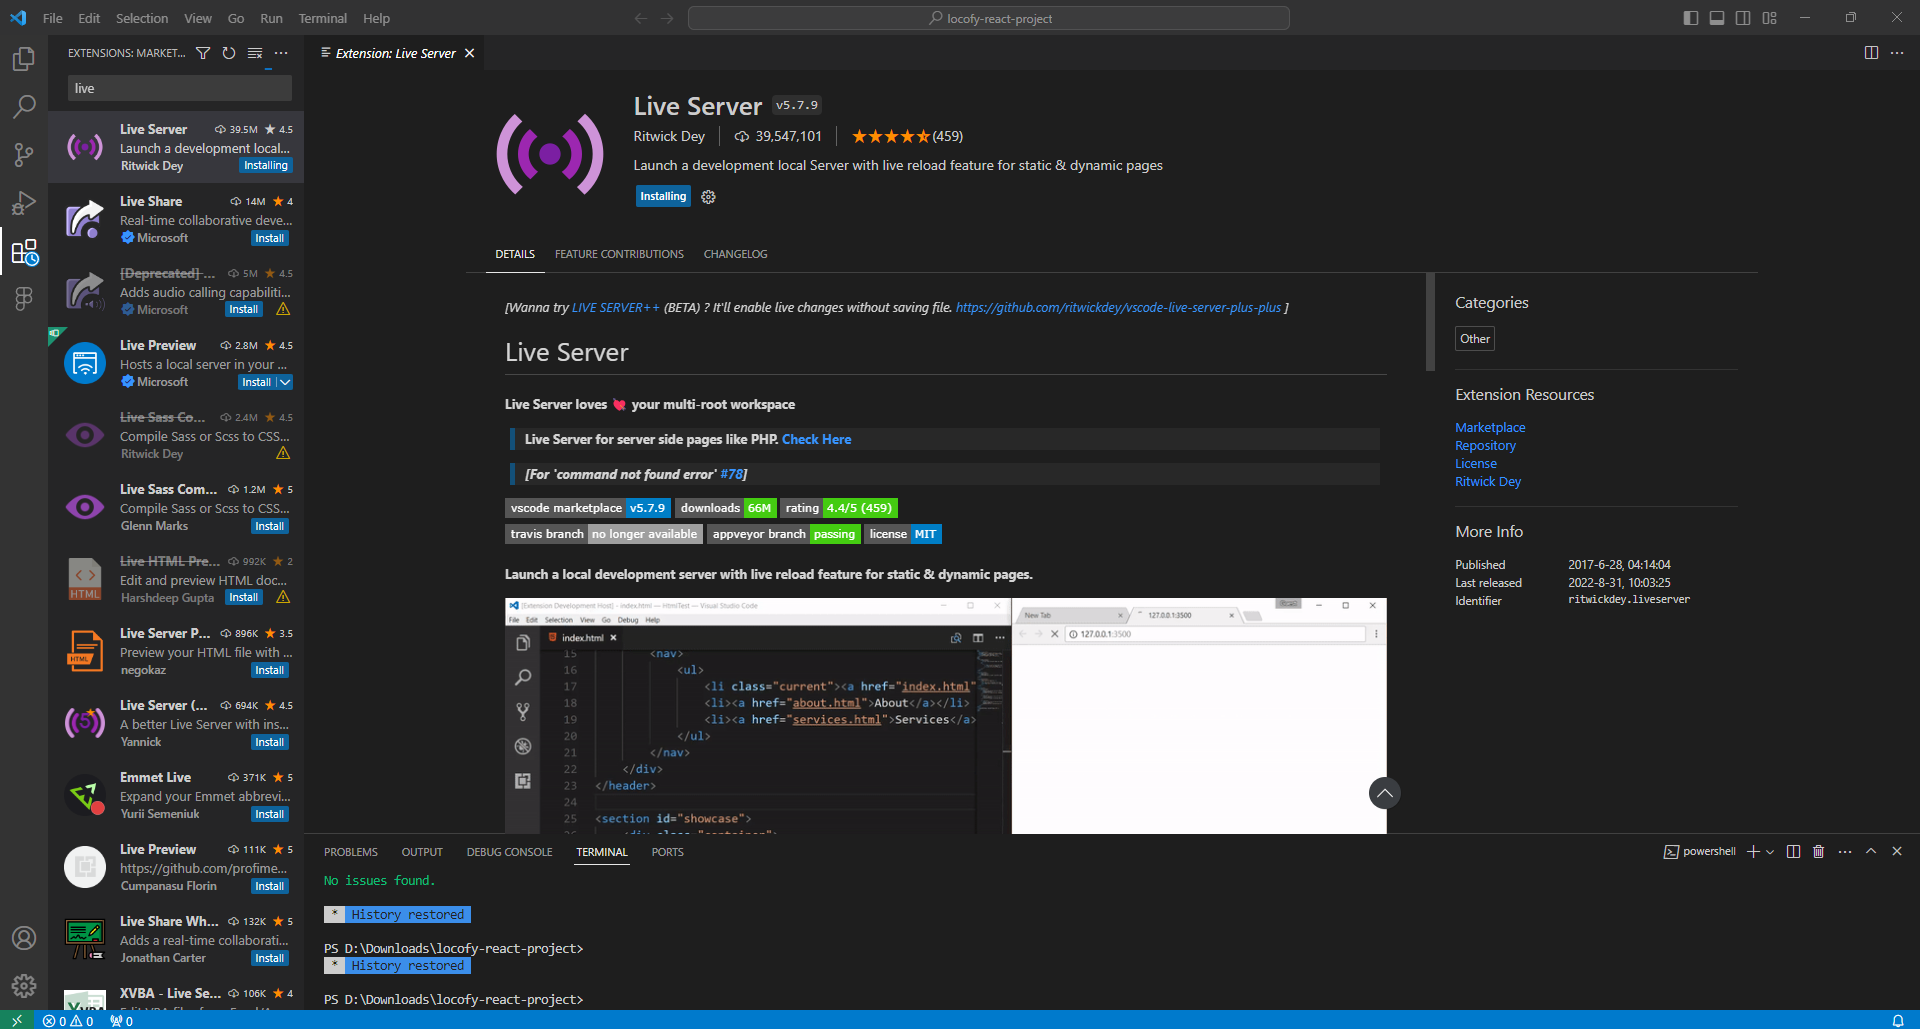 File Edit Selection View Go Run Terminal Help
locofy-react-project
EXTENSIONS: MARKET...
live
Live Server 39.5M 4.5
Launch a development local...
Ritwick Dey Installing
Live Share 14M 4
Real-time collaborative deve...
Microsoft Install
[Deprecated] ... 5M 4.5
Adds audio calling capabiliti...
Microsoft Install
Live Preview 2.8M 4.5
Hosts a local server in your ...
Microsoft Install
Live Sass Co... 2.4M 4.5
Compile Sass or Scss to CSS...
Ritwick Dey
Live Sass Com... 1.2M 5
Compile Sass or Scss to CSS...
Glenn Marks Install
Live HTML Pre... 992K 2
Edit and preview HTML doc...
Harshdeep Gupta Install
HTML
Live Server P... 896K 3.5
Preview your HTML file with ...
negokaz Install
HTML
Live Server (... 694K 4.5
A better Live Server with ins...
Yannick Install
5
Emmet Live 371K 5
Expand your Emmet abbrevi...
Yurii Semeniuk Install
Live Preview 111K 5
https://github.com/profime...
Cumpanasu Florin Install
Live Share Wh... 132K 5
Adds a real-time collaborati...
Jonathan Carter Install
XVBA - Live Se... 106K 4
Extension: Live Server
Live Server v5.7.9
Ritwick Dey 39,547,101 (459)
Launch a development local Server with live reload feature for static & dynamic pages
Installing
DETAILS FEATURE CONTRIBUTIONS CHANGELOG
[Wanna try LIVE SERVER++ (BETA) ? It'll enable live changes without saving file. https://github.com/ritwickdey/vscode-live-server-plus-plus ]
Live Server
Live Server loves 💘 your multi-root workspace
Live Server for server side pages like PHP. Check Here
[For 'command not found error' #78]
vscode marketplace v5.7.9 downloads 66M rating 4.4/5 (459)
travis branch no longer available appveyor branch passing license MIT
Launch a local development server with live reload feature for static & dynamic pages.
[Extension Development Host] - index.html — HtmlTest — Visual Studio Code
File Edit Selection View Go Debug Help
index.html
15 <nav>
16 <ul>
17 <li class="current"><a href="index.html"
18 <li><a href="about.html">About</a></li>
19 <li><a href="services.html">Services</a>
20 </ul>
21 </nav>
22 </div>
23 </header>
24
25 <section id="showcase">
New Tab 127.0.0.1:3500
127.0.0.1:3500
Categories
Other
Extension Resources
Marketplace
Repository
License
Ritwick Dey
More Info
Published 2017-6-28, 04:14:04
Last released 2022-8-31, 10:03:25
Identifier ritwickdey.liveserver
PROBLEMS OUTPUT DEBUG CONSOLE TERMINAL PORTS
powershell
No issues found.
* History restored
PS D:\Downloads\locofy-react-project>
* History restored
PS D:\Downloads\locofy-react-project>
0 0 0